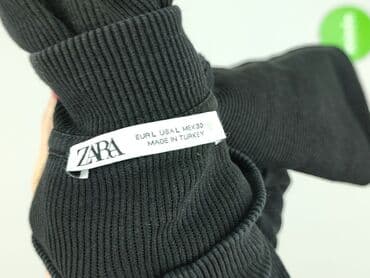 ZARA
EUR L USA L MEX 30
MADE IN TURKEY